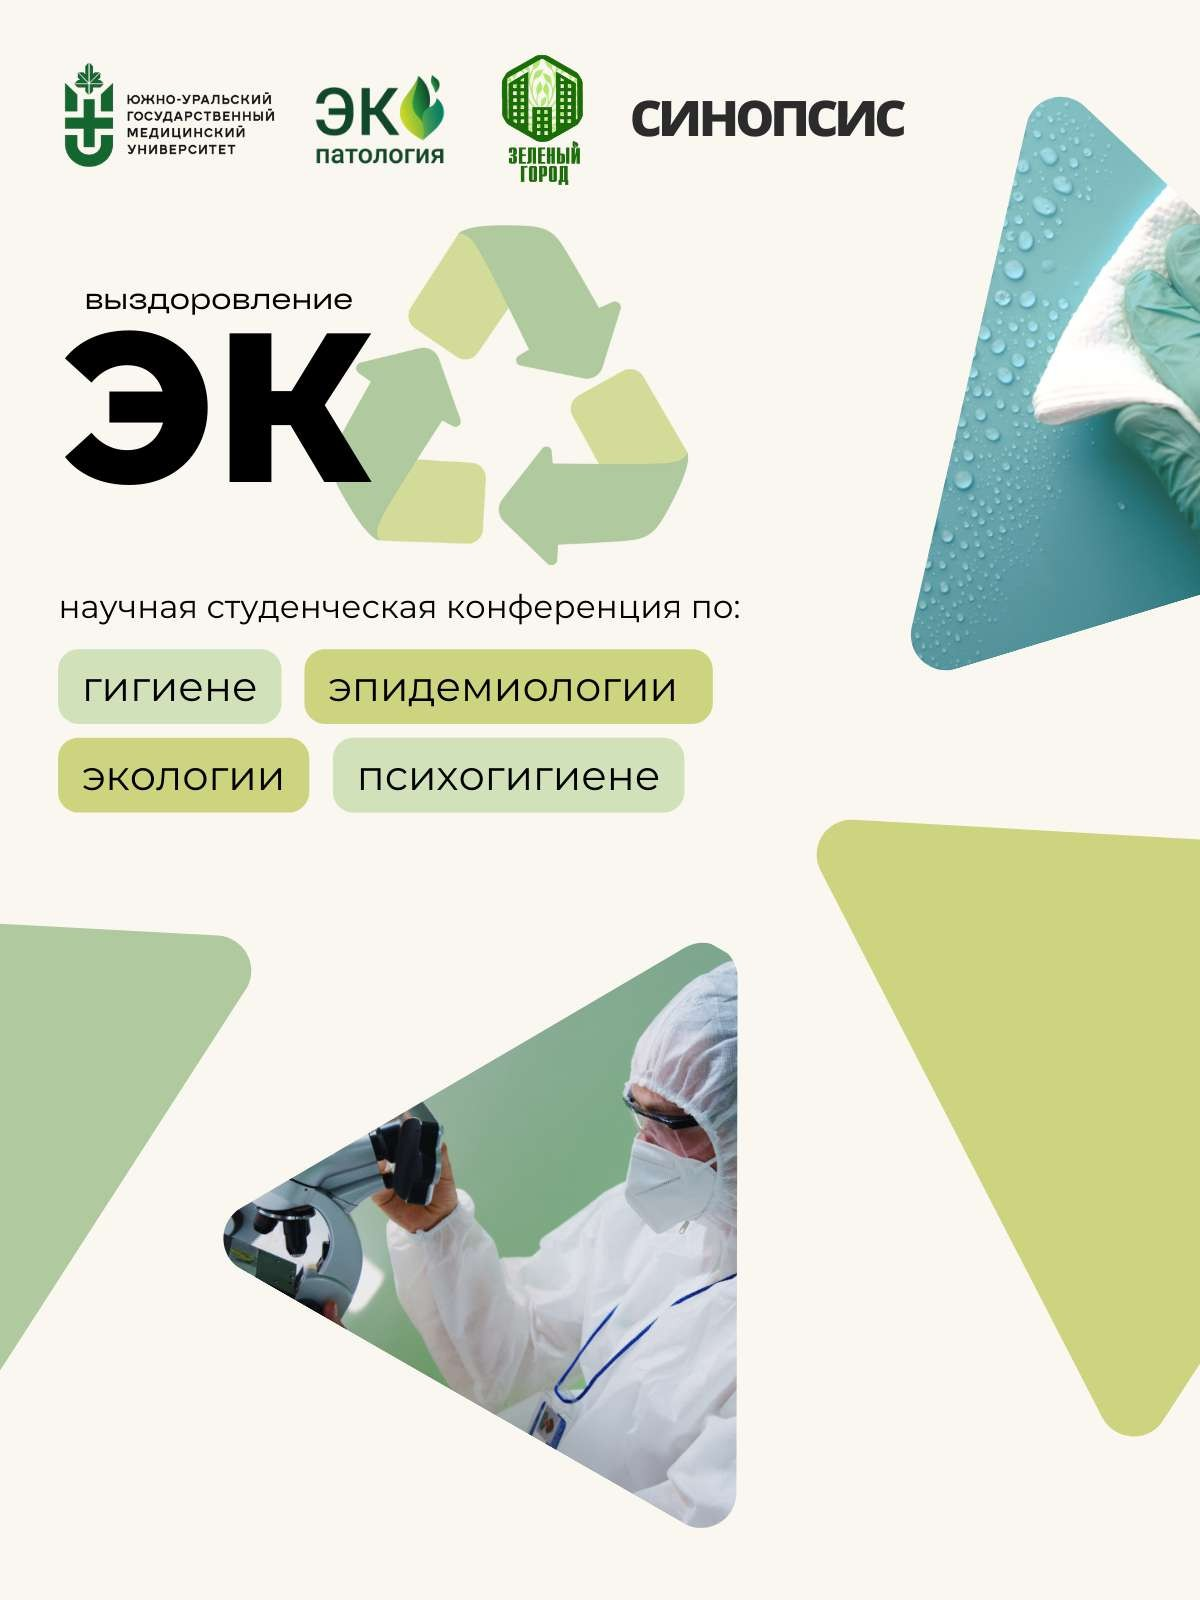 ЮЖНО-УРАЛЬСКИЙ
ГОСУДАРСТВЕННЫЙ
МЕДИЦИНСКИЙ
УНИВЕРСИТЕТ
ЭК
патология
ЗЕЛЕНЫЙ
ГОРОД
СИНОПСИС
выздоровление
ЭК
научная студенческая конференция по:
гигиене эпидемиологии
экологии психогигиене